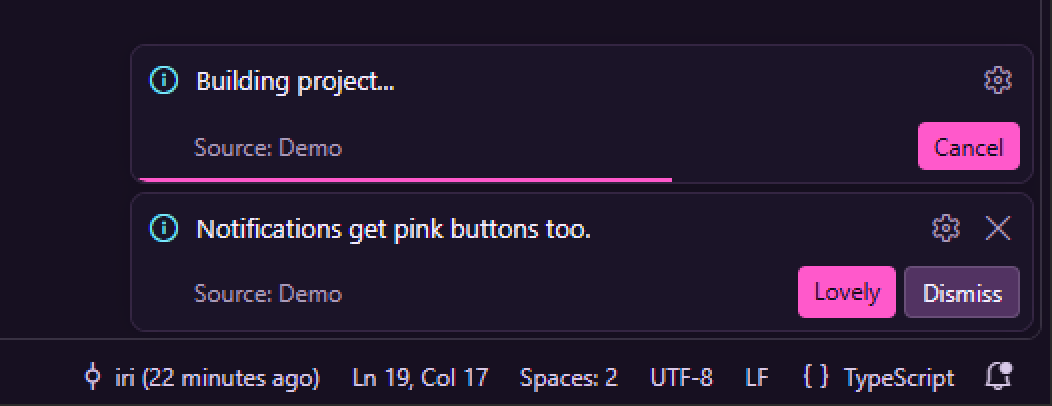 Building project...
Source: Demo
Cancel
Notifications get pink buttons too.
Source: Demo
Lovely
Dismiss
iri (22 minutes ago)
Ln 19, Col 17
Spaces: 2
UTF-8
LF
{ } TypeScript